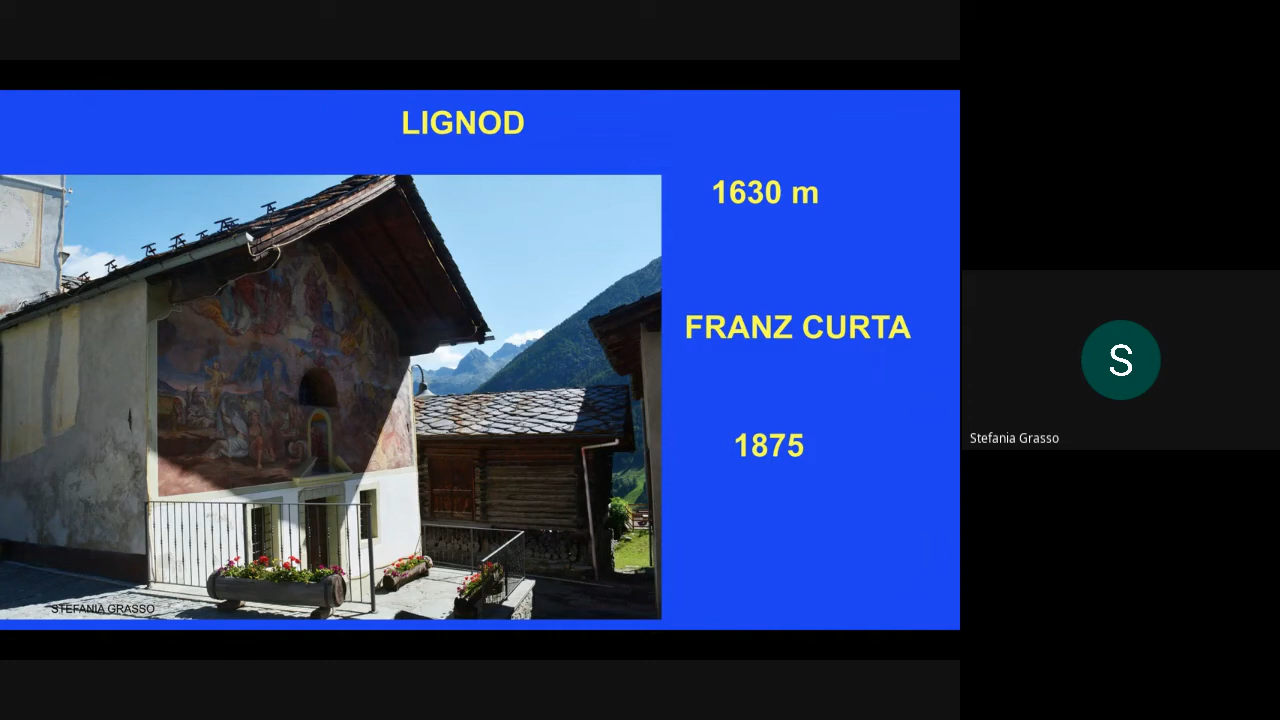 LIGNOD
1630 m
FRANZ CURTA
1875
STEFANIA GRASSO
S
Stefania Grasso